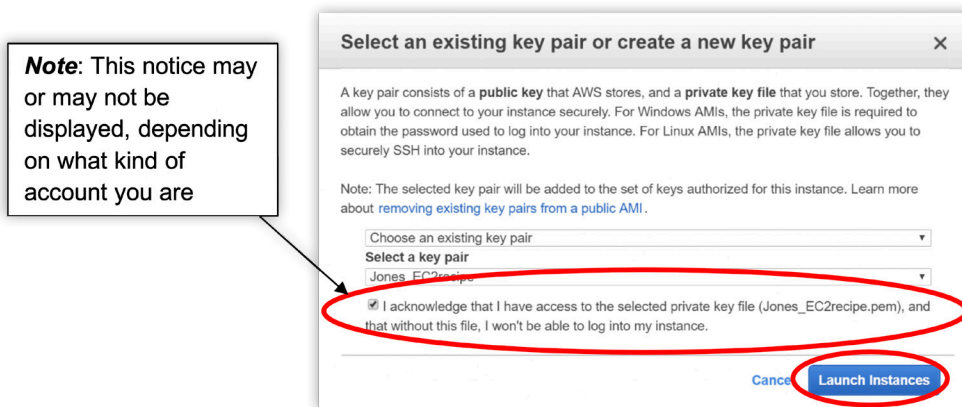 Note: This notice may
or may not be
displayed, depending
on what kind of
account you are
Select an existing key pair or create a new key pair
A key pair consists of a public key that AWS stores, and a private key file that you store. Together, they
allow you to connect to your instance securely. For Windows AMIs, the private key file is required to
obtain the password used to log into your instance. For Linux AMIs, the private key file allows you to
securely SSH into your instance.
Note: The selected key pair will be added to the set of keys authorized for this instance. Learn more
about removing existing key pairs from a public AMI.
Choose an existing key pair
Select a key pair
Jones_EC2recipe
I acknowledge that I have access to the selected private key file (Jones_EC2recipe.pem), and
that without this file, I won't be able to log into my instance.
Cancel Launch Instances